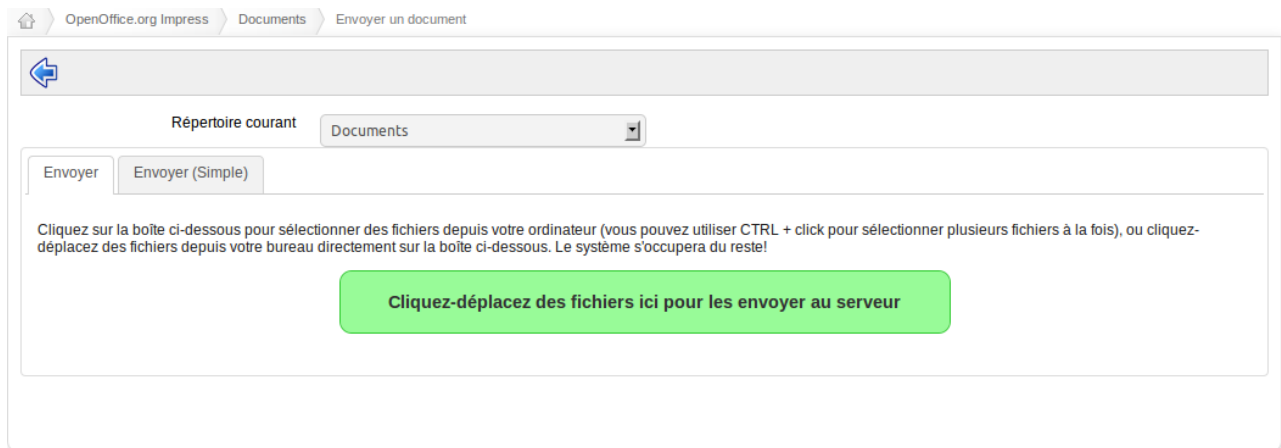 OpenOffice.org Impress Documents Envoyer un document
Répertoire courant Documents
Envoyer Envoyer (Simple)
Cliquez sur la boîte ci-dessous pour sélectionner des fichiers depuis votre ordinateur (vous pouvez utiliser CTRL + click pour sélectionner plusieurs fichiers à la fois), ou cliquez-
déplacez des fichiers depuis votre bureau directement sur la boîte ci-dessous. Le système s'occupera du reste!
Cliquez-déplacez des fichiers ici pour les envoyer au serveur